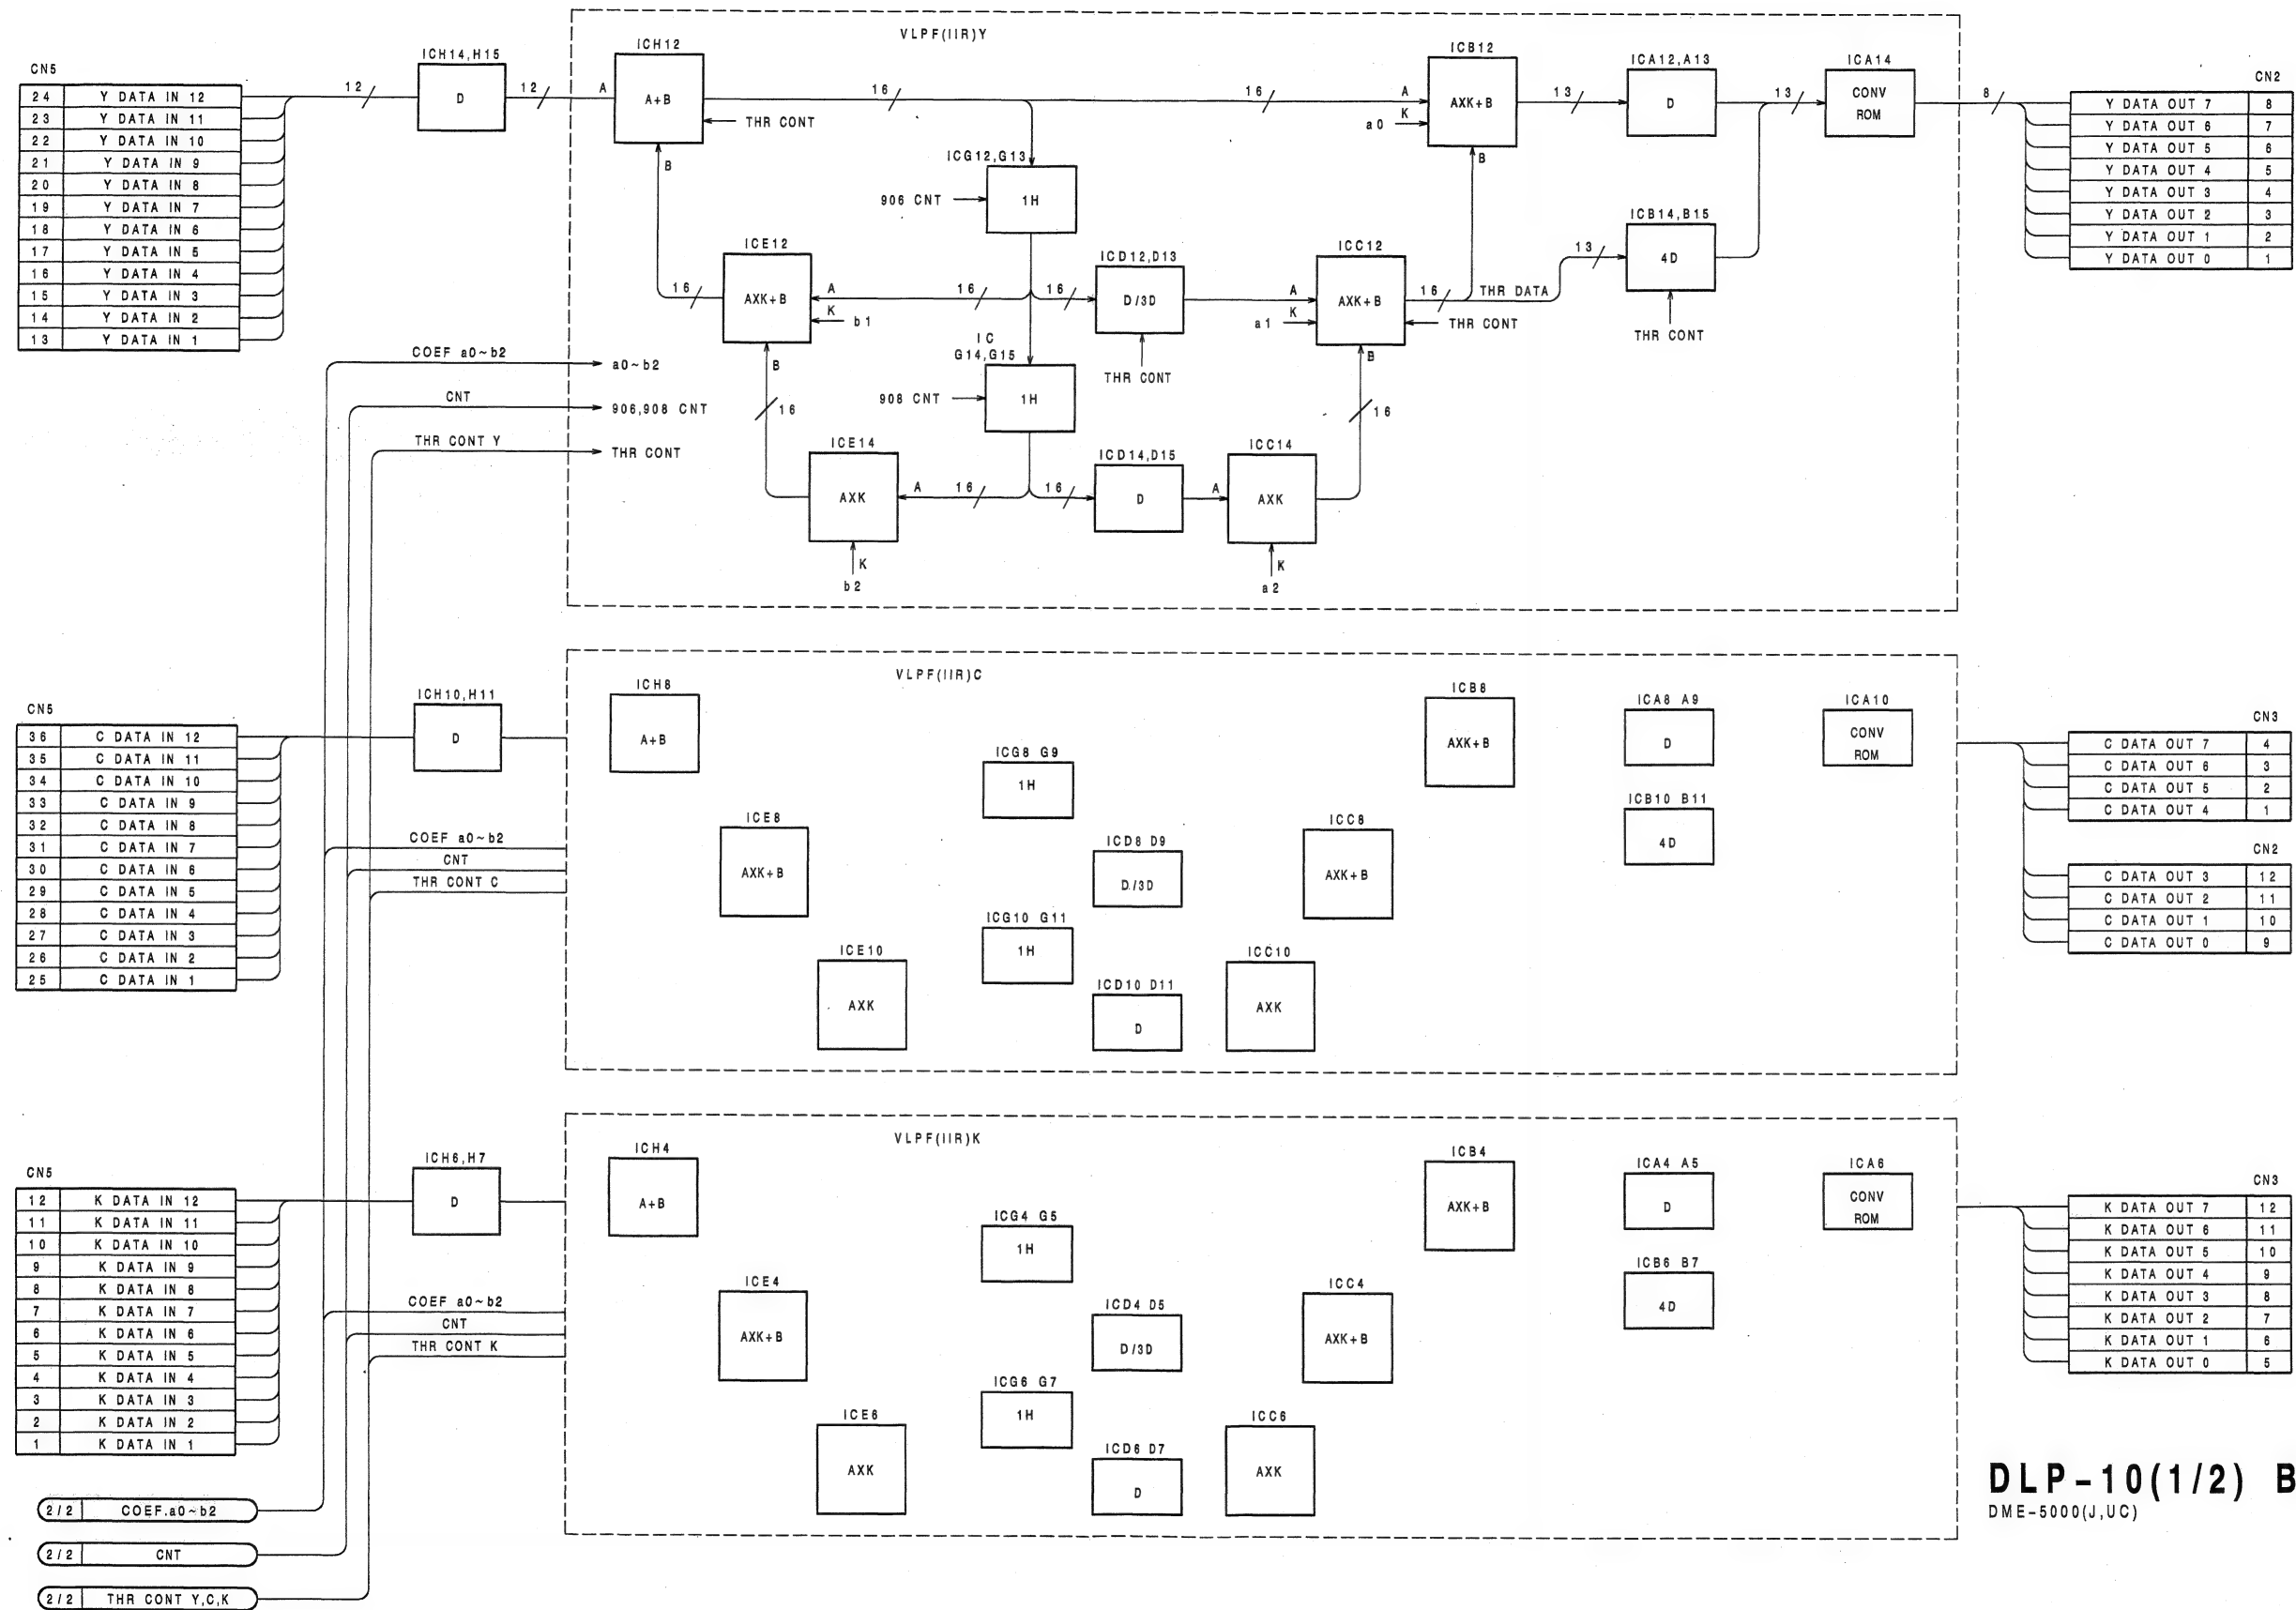 CN5
24 Y DATA IN 12
23 Y DATA IN 11
22 Y DATA IN 10
21 Y DATA IN 9
20 Y DATA IN 8
19 Y DATA IN 7
18 Y DATA IN 6
17 Y DATA IN 5
16 Y DATA IN 4
15 Y DATA IN 3
14 Y DATA IN 2
13 Y DATA IN 1
12
ICH14,H15
D
12
VLPF(IIR)Y
A
ICH12
A+B
THR CONT
B
16
16
A
K
a0
ICB12
AXK+B
B
13
ICA12,A13
D
13
ICA14
CONV
ROM
8
CN2
Y DATA OUT 7 8
Y DATA OUT 6 7
Y DATA OUT 5 6
Y DATA OUT 4 5
Y DATA OUT 3 4
Y DATA OUT 2 3
Y DATA OUT 1 2
Y DATA OUT 0 1
ICG12,G13
906 CNT
1H
ICE12
16
AXK+B
A
K
b1
B
16
16
16
ICD12,D13
D/3D
THR CONT
A
K
a1
ICC12
AXK+B
THR CONT
B
16
16
THR DATA
13
ICB14,B15
4D
THR CONT
IC
G14,G15
908 CNT
1H
COEF a0~b2
a0~b2
CNT
906,908 CNT
THR CONT Y
THR CONT
ICE14
AXK
K
b2
A
16
16
ICD14,D15
D
A
ICC14
AXK
K
a2
CN5
36 C DATA IN 12
35 C DATA IN 11
34 C DATA IN 10
33 C DATA IN 9
32 C DATA IN 8
31 C DATA IN 7
30 C DATA IN 6
29 C DATA IN 5
28 C DATA IN 4
27 C DATA IN 3
26 C DATA IN 2
25 C DATA IN 1
ICH10,H11
D
COEF a0~b2
CNT
THR CONT C
VLPF(IIR)C
ICH8
A+B
ICE8
AXK+B
ICE10
AXK
ICG8 G9
1H
ICG10 G11
1H
ICD8 D9
D/3D
ICD10 D11
D
ICC8
AXK+B
ICC10
AXK
ICB8
AXK+B
ICA8 A9
D
ICB10 B11
4D
ICA10
CONV
ROM
CN3
C DATA OUT 7 4
C DATA OUT 6 3
C DATA OUT 5 2
C DATA OUT 4 1
CN2
C DATA OUT 3 12
C DATA OUT 2 11
C DATA OUT 1 10
C DATA OUT 0 9
CN5
12 K DATA IN 12
11 K DATA IN 11
10 K DATA IN 10
9 K DATA IN 9
8 K DATA IN 8
7 K DATA IN 7
6 K DATA IN 6
5 K DATA IN 5
4 K DATA IN 4
3 K DATA IN 3
2 K DATA IN 2
1 K DATA IN 1
ICH6,H7
D
COEF a0~b2
CNT
THR CONT K
VLPF(IIR)K
ICH4
A+B
ICE4
AXK+B
ICE6
AXK
ICG4 G5
1H
ICG6 G7
1H
ICD4 D5
D/3D
ICD6 D7
D
ICC4
AXK+B
ICC6
AXK
ICB4
AXK+B
ICA4 A5
D
ICB6 B7
4D
ICA6
CONV
ROM
CN3
K DATA OUT 7 12
K DATA OUT 6 11
K DATA OUT 5 10
K DATA OUT 4 9
K DATA OUT 3 8
K DATA OUT 2 7
K DATA OUT 1 6
K DATA OUT 0 5
2/2 COEF.a0~b2
2/2 CNT
2/2 THR CONT Y,C,K
DLP-10(1/2) B
DME-5000(J,UC)